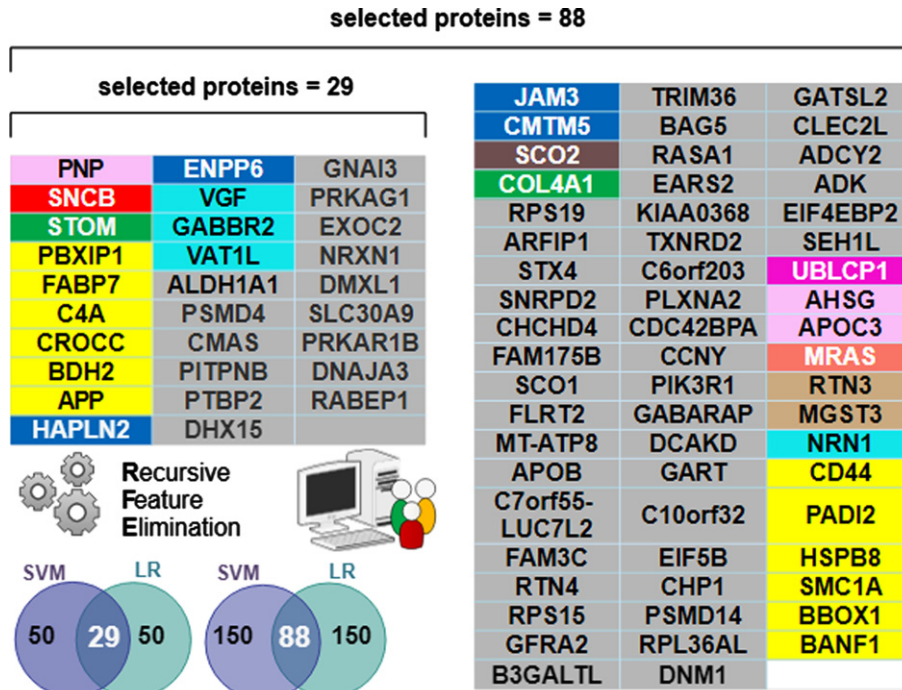 selected proteins = 88
selected proteins = 29
PNP ENPP6 GNAI3
SNCB VGF PRKAG1
STOM GABBR2 EXOC2
PBXIP1 VAT1L NRXN1
FABP7 ALDH1A1 DMXL1
C4A PSMD4 SLC30A9
CROCC CMAS PRKAR1B
BDH2 PITPNB DNAJA3
APP PTBP2 RABEP1
HAPLN2 DHX15
Recursive
Feature
Elimination
SVM LR
50 29 50
SVM LR
150 88 150
JAM3 TRIM36 GATSL2
CMTM5 BAG5 CLEC2L
SCO2 RASA1 ADCY2
COL4A1 EARS2 ADK
RPS19 KIAA0368 EIF4EBP2
ARFIP1 TXNRD2 SEH1L
STX4 C6orf203 UBLCP1
SNRPD2 PLXNA2 AHSG
CHCHD4 CDC42BPA APOC3
FAM175B CCNY MRAS
SCO1 PIK3R1 RTN3
FLRT2 GABARAP MGST3
MT-ATP8 DCAKD NRN1
APOB GART CD44
C7orf55-
LUC7L2 C10orf32 PADI2
FAM3C EIF5B HSPB8
RTN4 CHP1 SMC1A
RPS15 PSMD14 BBOX1
GFRA2 RPL36AL BANF1
B3GALTL DNM1